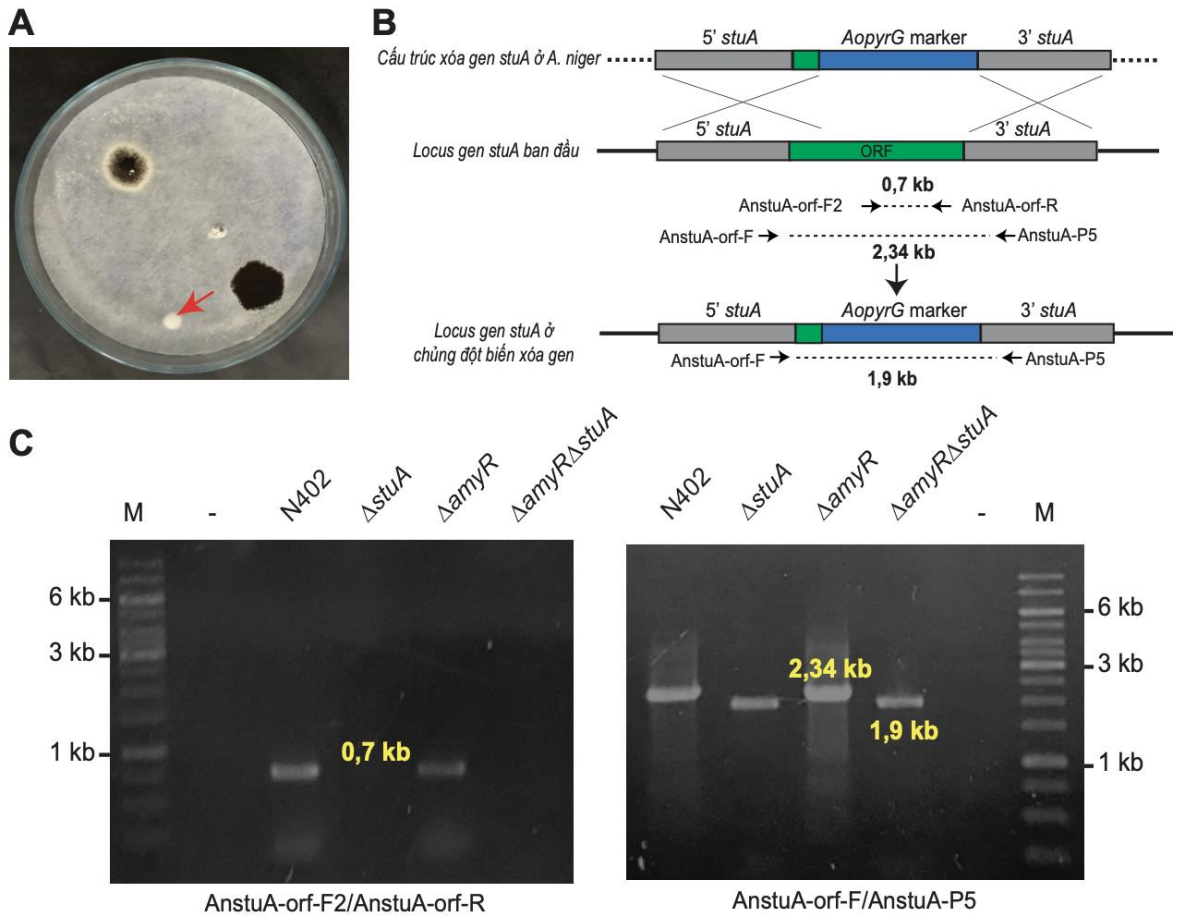 A
B
5' stuA
AopyrG marker
3' stuA
Cấu trúc xóa gen stuA ở A. niger
5' stuA
3' stuA
Locus gen stuA ban đầu
ORF
0,7 kb
AnstuA-orf-F2
AnstuA-orf-R
AnstuA-orf-F
AnstuA-P5
2,34 kb
5' stuA
AopyrG marker
3' stuA
Locus gen stuA ở
chủng đột biến xóa gen
AnstuA-orf-F
AnstuA-P5
1,9 kb
C
M
-
N402
ΔstuA
ΔamyR
ΔamyRΔstuA
6 kb
3 kb
1 kb
0,7 kb
AnstuA-orf-F2/AnstuA-orf-R
N402
ΔstuA
ΔamyR
ΔamyRΔstuA
-
M
6 kb
3 kb
1 kb
2,34 kb
1,9 kb
AnstuA-orf-F/AnstuA-P5